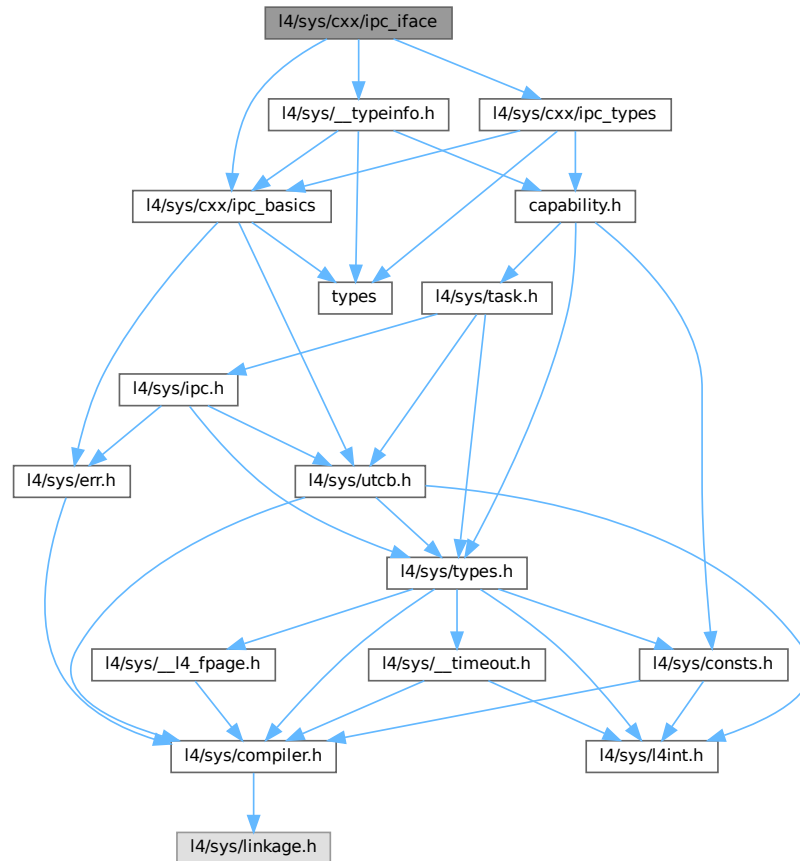 l4/sys/cxx/ipc_iface
l4/sys/__typeinfo.h
l4/sys/cxx/ipc_types
l4/sys/cxx/ipc_basics
capability.h
types
l4/sys/task.h
l4/sys/ipc.h
l4/sys/err.h
l4/sys/utcb.h
l4/sys/types.h
l4/sys/__l4_fpage.h
l4/sys/__timeout.h
l4/sys/consts.h
l4/sys/compiler.h
l4/sys/l4int.h
l4/sys/linkage.h